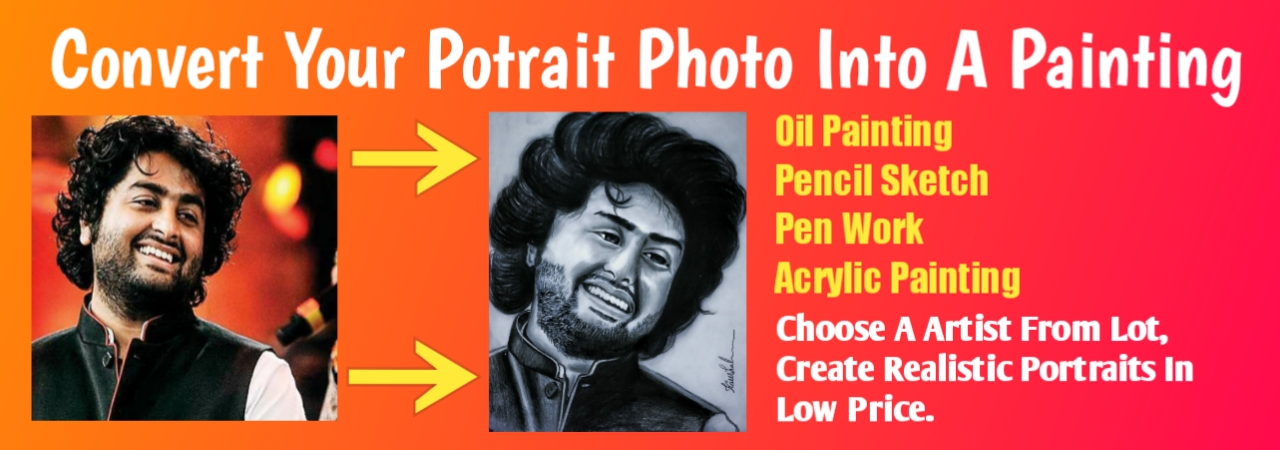 Convert Your Potrait Photo Into A Painting
Oil Painting
Pencil Sketch
Pen Work
Acrylic Painting
Choose A Artist From Lot,
Create Realistic Portraits In
Low Price.